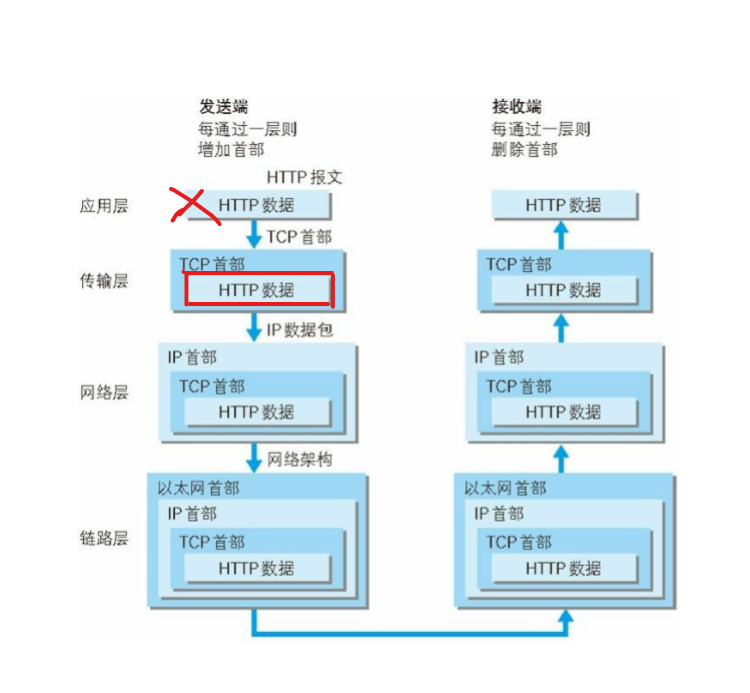 发送端
每通过一层则
增加首部
接收端
每通过一层则
删除首部
HTTP 报文
应用层
HTTP 数据
HTTP 数据
TCP 首部
传输层
TCP 首部
HTTP 数据
TCP 首部
HTTP 数据
IP 数据包
网络层
IP 首部
TCP 首部
HTTP 数据
IP 首部
TCP 首部
HTTP 数据
网络架构
链路层
以太网首部
IP 首部
TCP 首部
HTTP 数据
以太网首部
IP 首部
TCP 首部
HTTP 数据